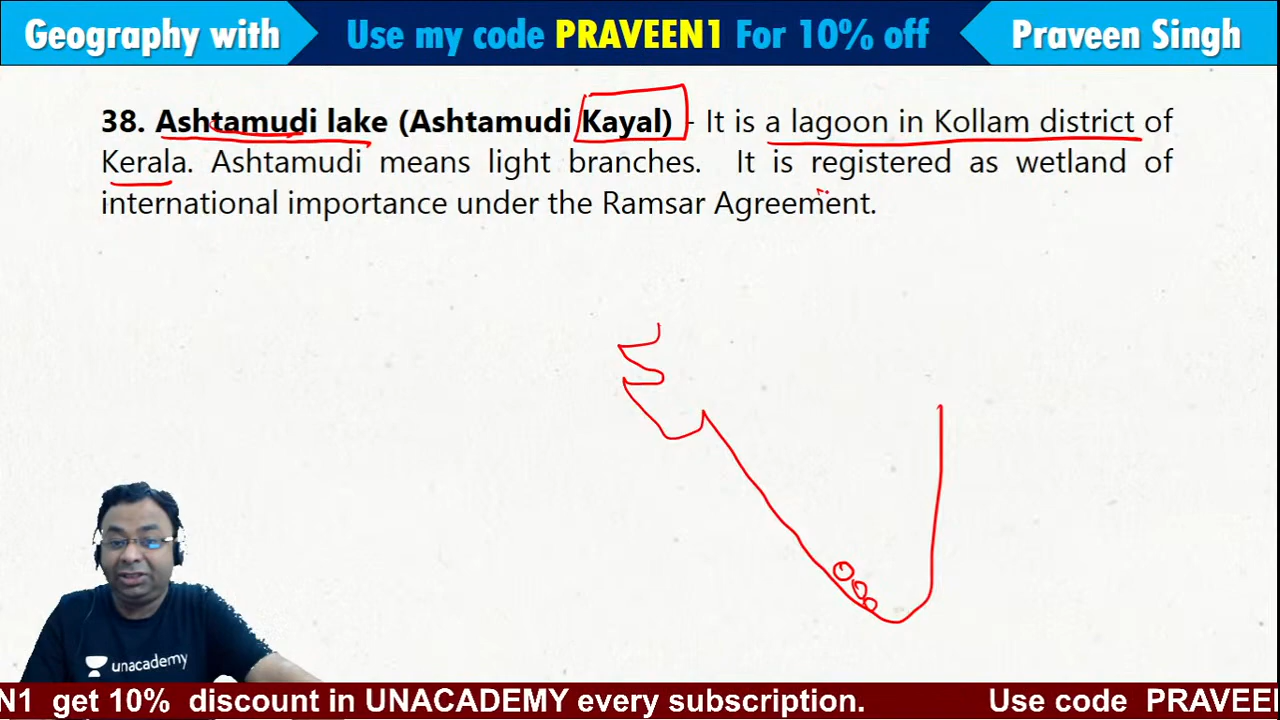 Geography with
Use my code PRAVEEN1 For 10% off
Praveen Singh
38. Ashtamudi lake (Ashtamudi Kayal) - It is a lagoon in Kollam district of
Kerala. Ashtamudi means light branches. It is registered as wetland of
international importance under the Ramsar Agreement.
unacademy
N1 get 10% discount in UNACADEMY every subscription. Use code PRAVEE